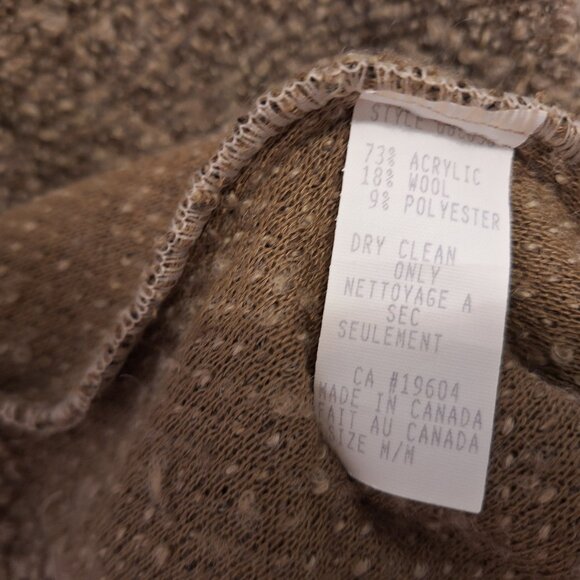 STYLE
73% ACRYLIC
18% WOOL
9% POLYESTER
DRY CLEAN
ONLY
NETTOYAGE A
SEC
SEULEMENT
CA #19604
MADE IN CANADA
FAIT AU CANADA
SIZE M/M